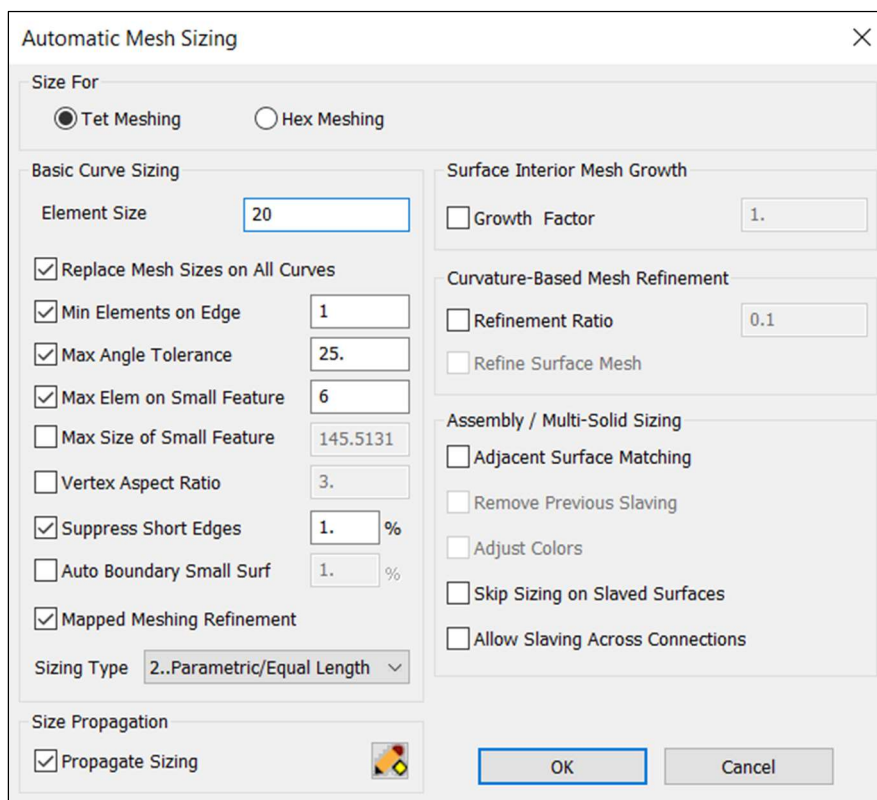 Automatic Mesh Sizing
Size For
Tet Meshing
Hex Meshing
Basic Curve Sizing
Element Size 20
Replace Mesh Sizes on All Curves
Min Elements on Edge 1
Max Angle Tolerance 25.
Max Elem on Small Feature 6
Max Size of Small Feature 145.5131
Vertex Aspect Ratio 3.
Suppress Short Edges 1. %
Auto Boundary Small Surf 1. %
Mapped Meshing Refinement
Sizing Type 2..Parametric/Equal Length
Size Propagation
Propagate Sizing
Surface Interior Mesh Growth
Growth Factor 1.
Curvature-Based Mesh Refinement
Refinement Ratio 0.1
Refine Surface Mesh
Assembly / Multi-Solid Sizing
Adjacent Surface Matching
Remove Previous Slaving
Adjust Colors
Skip Sizing on Slaved Surfaces
Allow Slaving Across Connections
OK
Cancel